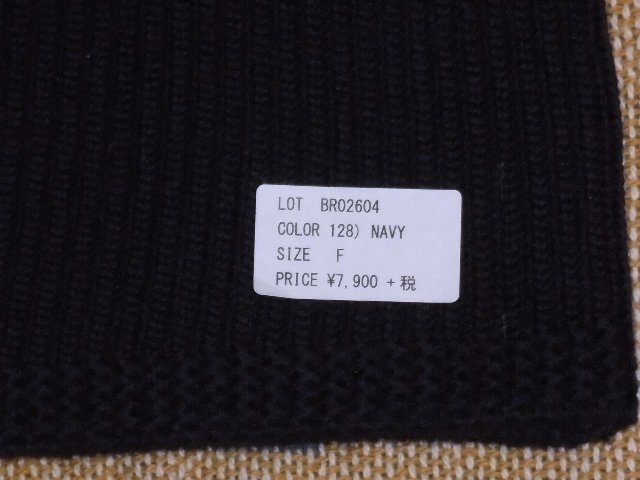 LOT BR02604
COLOR 128) NAVY
SIZE F
PRICE ¥7,900 +税